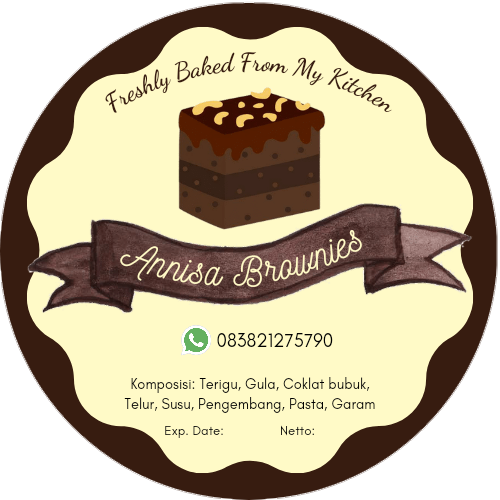 Freshly Baked From My Kitchen
Annisa Brownies
083821275790
Komposisi: Terigu, Gula, Coklat bubuk,
Telur, Susu, Pengembang, Pasta, Garam
Exp. Date: Netto: